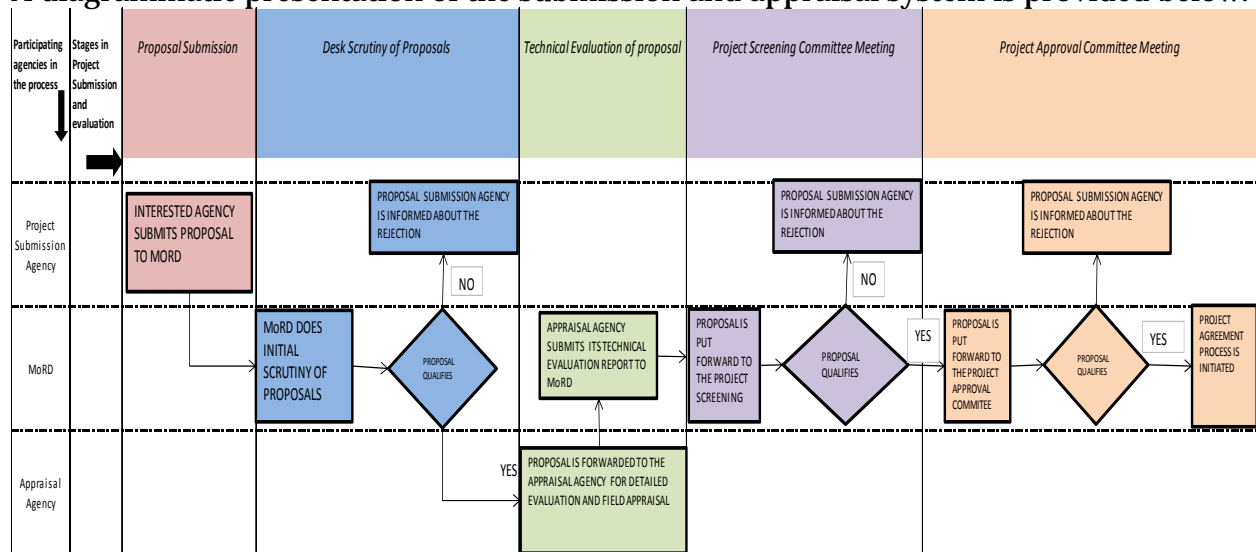 A diagrammatic presentation of the submission and appraisal system is provided below:
Participating
agencies in
the process
Stages in
Project
Submission
and
evaluation
Proposal Submission
Desk Scrutiny of Proposals
Technical Evaluation of proposal
Project Screening Committee Meeting
Project Approval Committee Meeting
Project
Submission
Agency
INTERESTED AGENCY
SUBMITS PROPOSAL
TO MORD
PROPOSAL SUBMISSION AGENCY
IS INFORMED ABOUT THE
REJECTION
NO
PROPOSAL SUBMISSION AGENCY
IS INFORMED ABOUT THE
REJECTION
NO
PROPOSAL SUBMISSION AGENCY
IS INFORMED ABOUT THE
REJECTION
MoRD
MoRD DOES
INITIAL
SCRUTINY OF
PROPOSALS
PROPOSAL
QUALIFIES
APPRAISAL AGENCY
SUBMITS ITS TECHNICAL
EVALUATION REPORT TO
MoRD
PROPOSAL IS
PUT
FORWARD TO
THE PROJECT
SCREENING
PROPOSAL
QUALIFIES
YES
PROPOSAL IS
PUT
FORWARD TO
THE PROJECT
APPROVAL
COMMITEE
PROPOSAL
QUALIFIES
YES
PROJECT
AGREEMENT
PROCESS IS
INITIATED
Appraisal
Agency
YES
PROPOSAL IS FORWARDED TO THE
APPRAISAL AGENCY FOR DETAILED
EVALUATION AND FIELD APPRAISAL